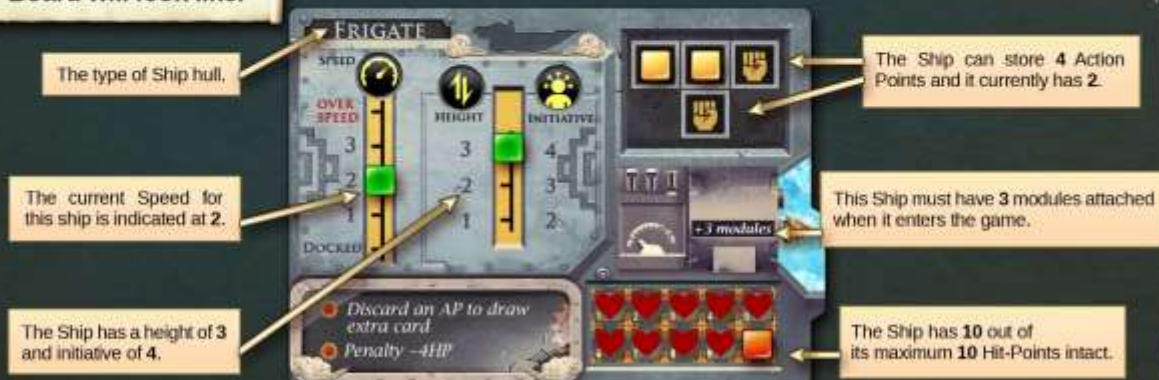 FRIGATE
The type of Ship hull.
SPEED
OVER
SPEED
3
2
1
DOCKED
HEIGHT
3
2
1
INITIATIVE
4
3
2
The Ship can store 4 Action
Points and it currently has 2.
The current Speed for
this ship is indicated at 2.
+3 modules
This Ship must have 3 modules attached
when it enters the game.
The Ship has a height of 3
and initiative of 4.
Discard an AP to draw
extra card
Penalty -4HP
The Ship has 10 out of
its maximum 10 Hit-Points intact.